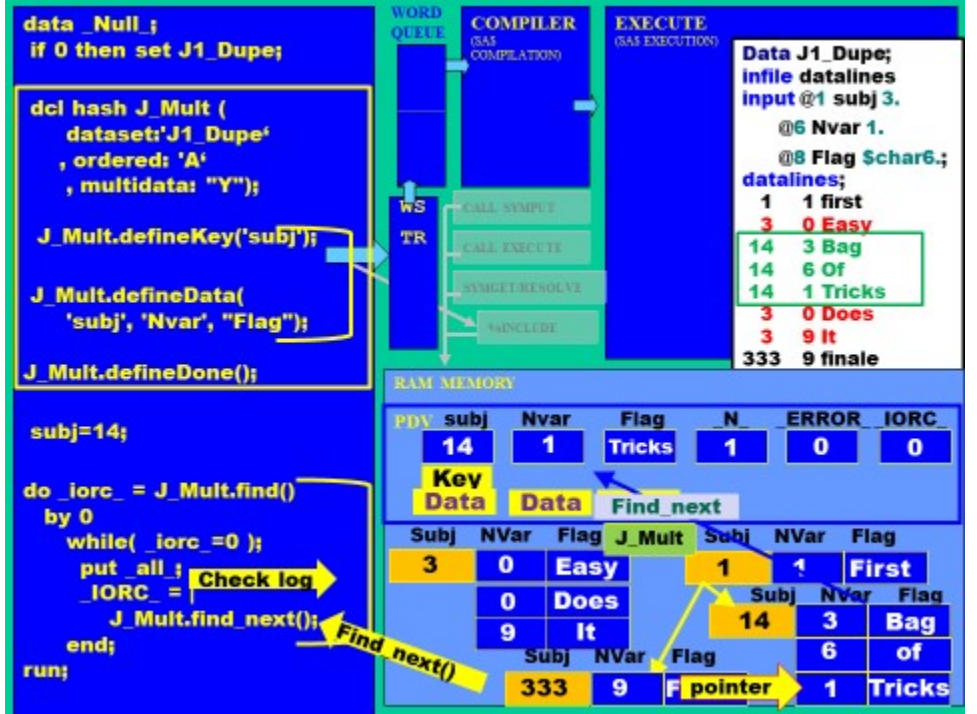 data _Null_;
if 0 then set J1_Dupe;
dcl hash J_Mult (
dataset:'J1_Dupe'
, ordered: 'A'
, multidata: "Y");
J_Mult.defineKey('subj');
J_Mult.defineData(
'subj', 'Nvar', "Flag");
J_Mult.defineDone();
subj=14;
do _iorc_ = J_Mult.find()
by 0
while( _iorc_=0 );
put _all_;
Check log
_IORC_ =
J_Mult.find_next();
end;
run;
Find_next()
WORD
QUEUE
WS
TR
COMPILER
(SAS
COMPILATION)
EXECUTE
(SAS EXECUTION)
CALL SYMPUT
CALL EXECUTE
SYMGET/RESOLVE
%INCLUDE
Data J1_Dupe;
infile datalines
input @1 subj 3.
@6 Nvar 1.
@8 Flag $char6.;
datalines;
1 1 first
3 0 Easy
14 3 Bag
14 6 Of
14 1 Tricks
3 0 Does
3 9 It
333 9 finale
RAM MEMORY
PDV subj Nvar Flag _N_ _ERROR_ _IORC_
14 1 Tricks 1 0 0
Key
Data Data
Find_next
J_Mult
Subj NVar Flag
3 0 Easy
0 Does
9 It
Subj NVar Flag
1 1 First
Subj NVar Flag
14 3 Bag
6 of
1 Tricks
Subj NVar Flag
333 9 F
pointer